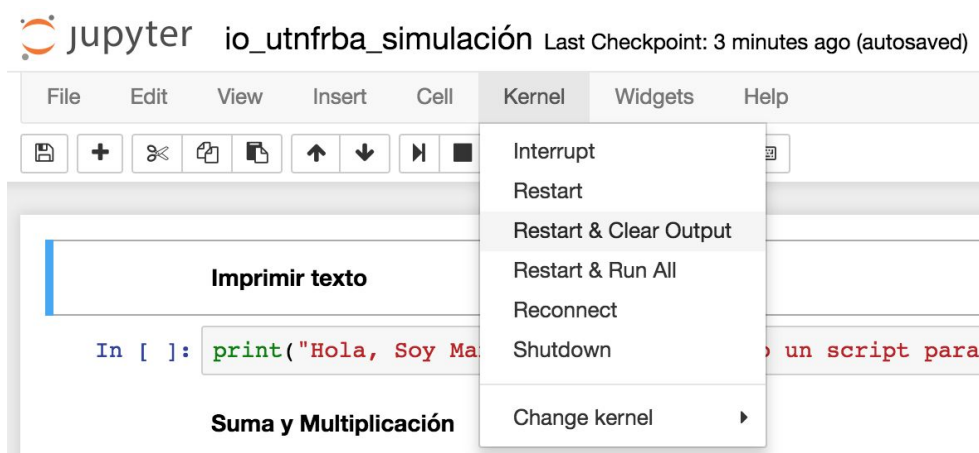 jupyter io_utnfrba_simulación Last Checkpoint: 3 minutes ago (autosaved)
File Edit View Insert Cell Kernel Widgets Help
Interrupt
Restart
Restart & Clear Output
Restart & Run All
Reconnect
Shutdown
Change kernel
Imprimir texto
In [ ]: print("Hola, Soy un script para
Suma y Multiplicación